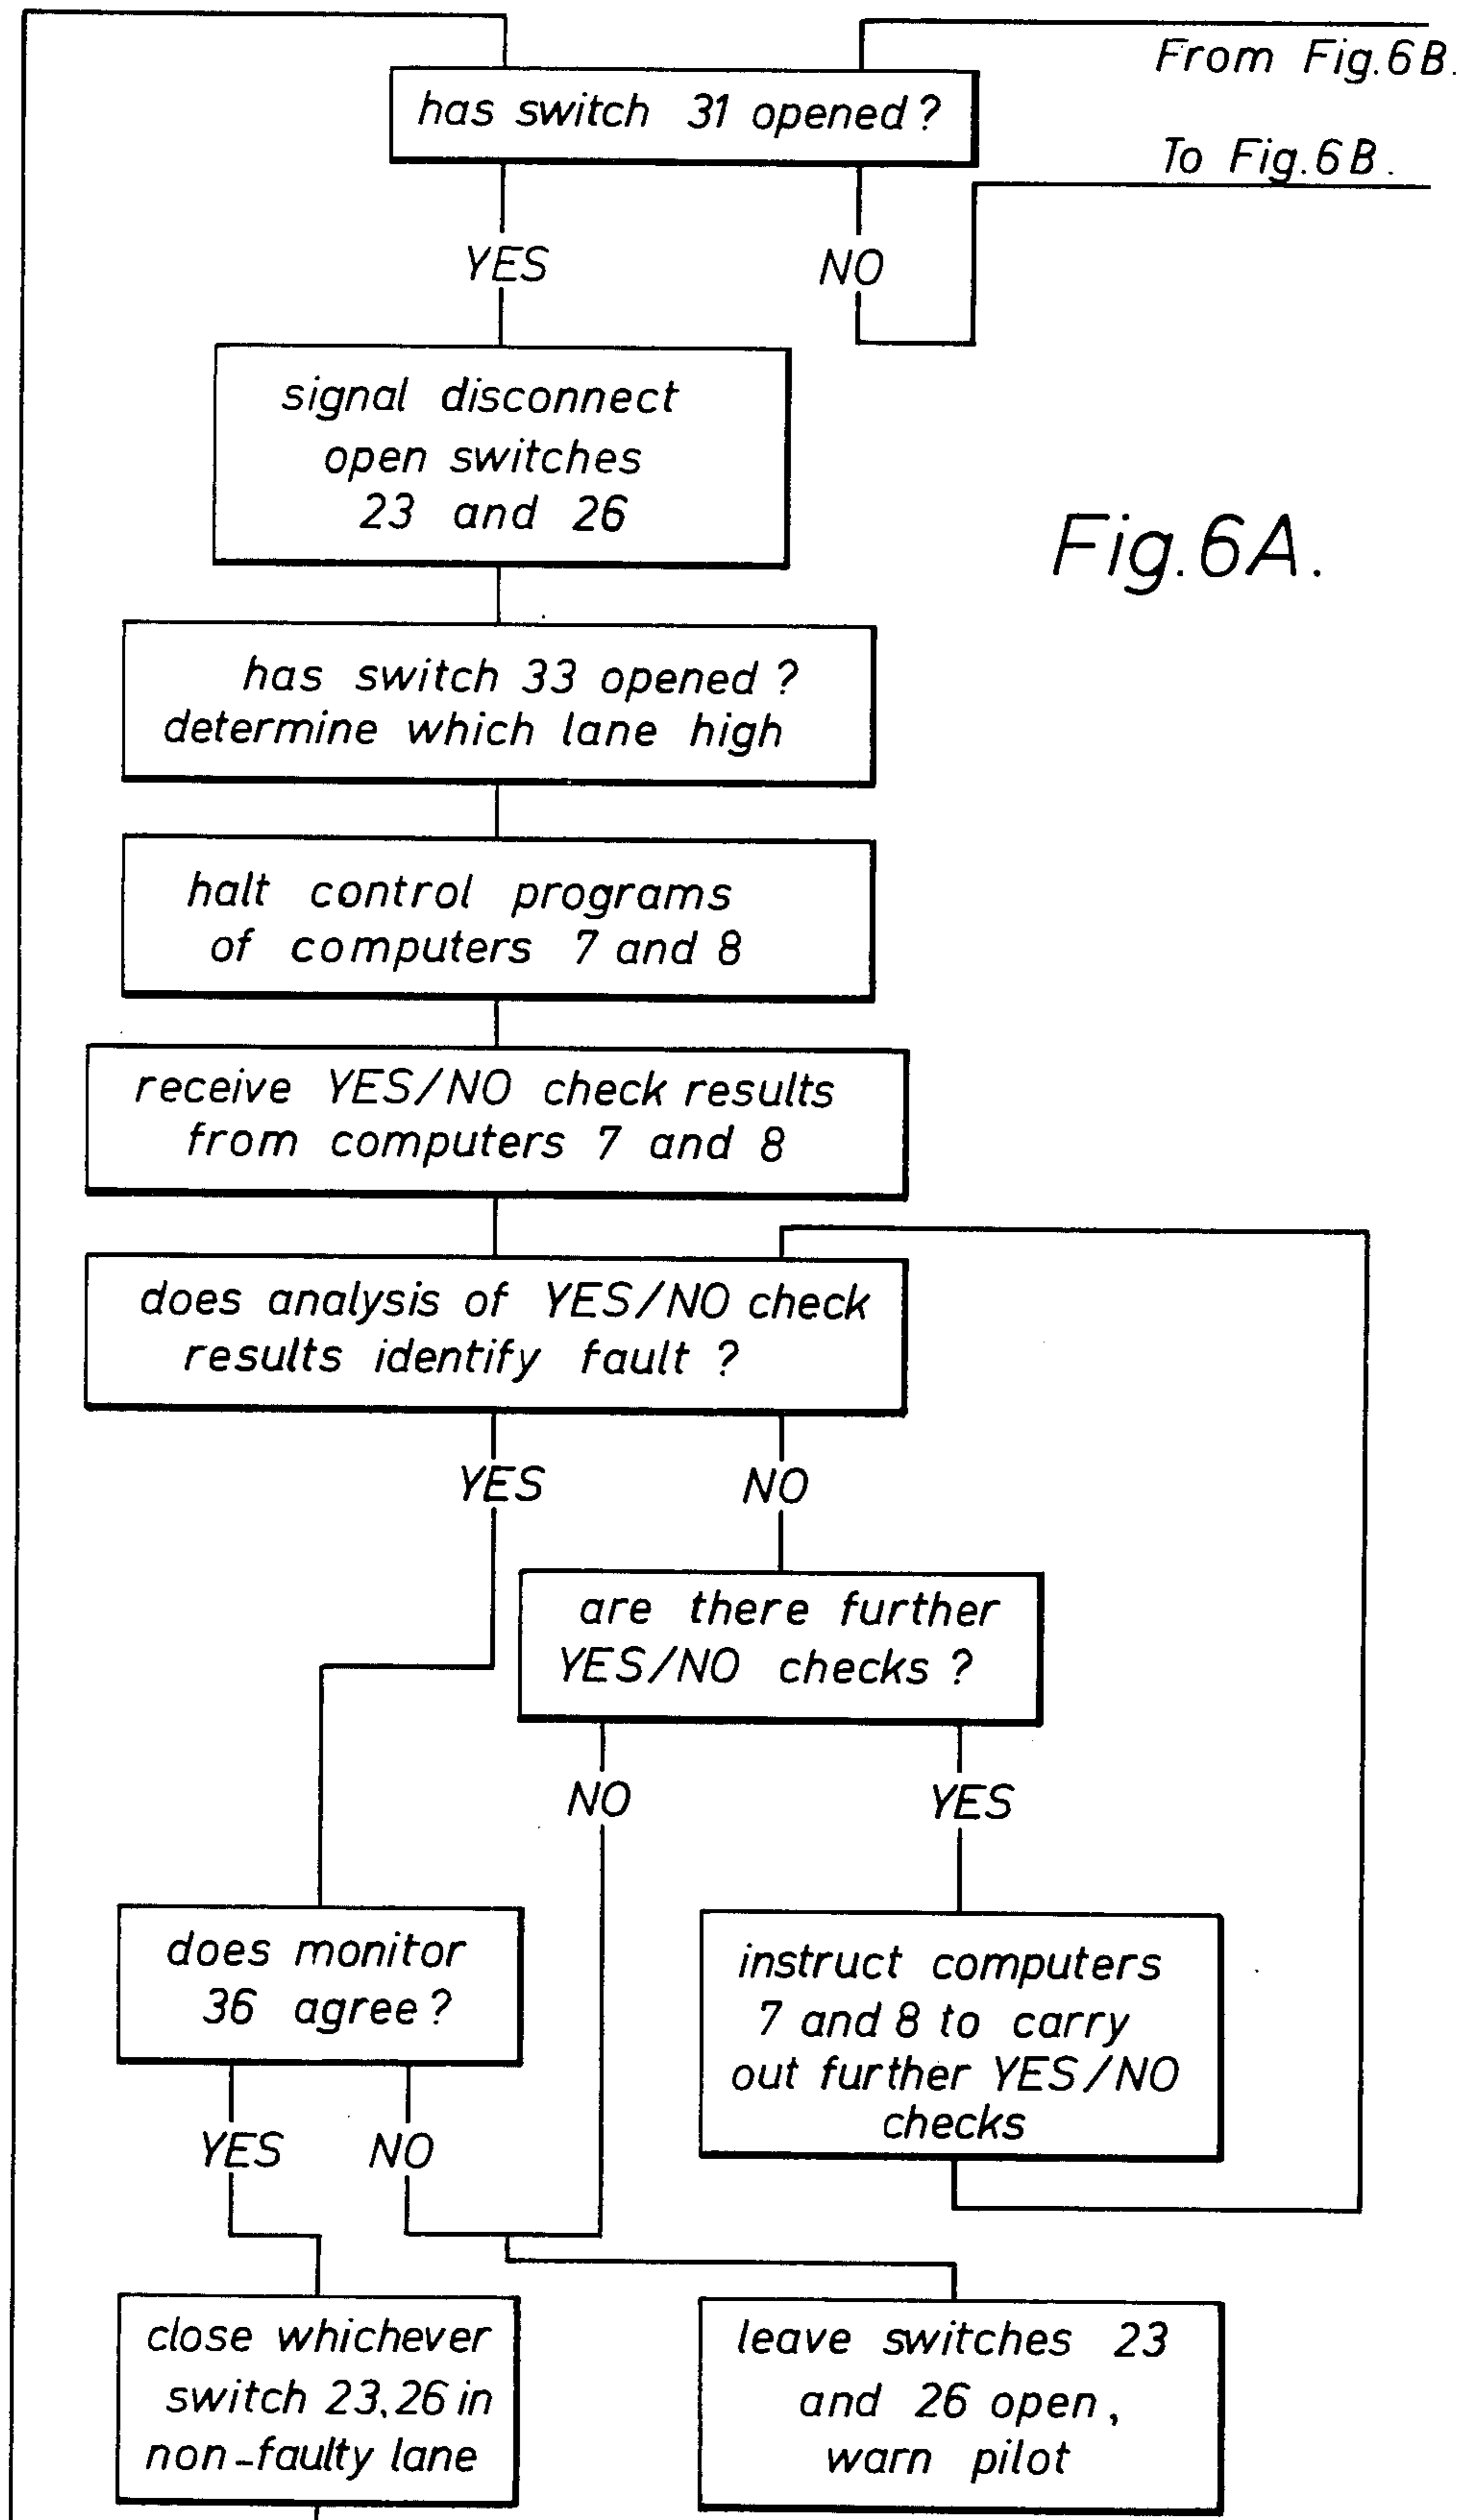 From Fig.6B.
has switch 31 opened?
To Fig.6B.
YES
NO
signal disconnect
open switches
23 and 26
Fig.6A.
has switch 33 opened?
determine which lane high
halt control programs
of computers 7 and 8
receive YES/NO check results
from computers 7 and 8
does analysis of YES/NO check
results identify fault?
YES
NO
are there further
YES/NO checks?
NO
YES
does monitor
36 agree?
instruct computers
7 and 8 to carry
out further YES/NO
checks
YES
NO
close whichever
switch 23,26 in
non-faulty lane
leave switches 23
and 26 open,
warn pilot